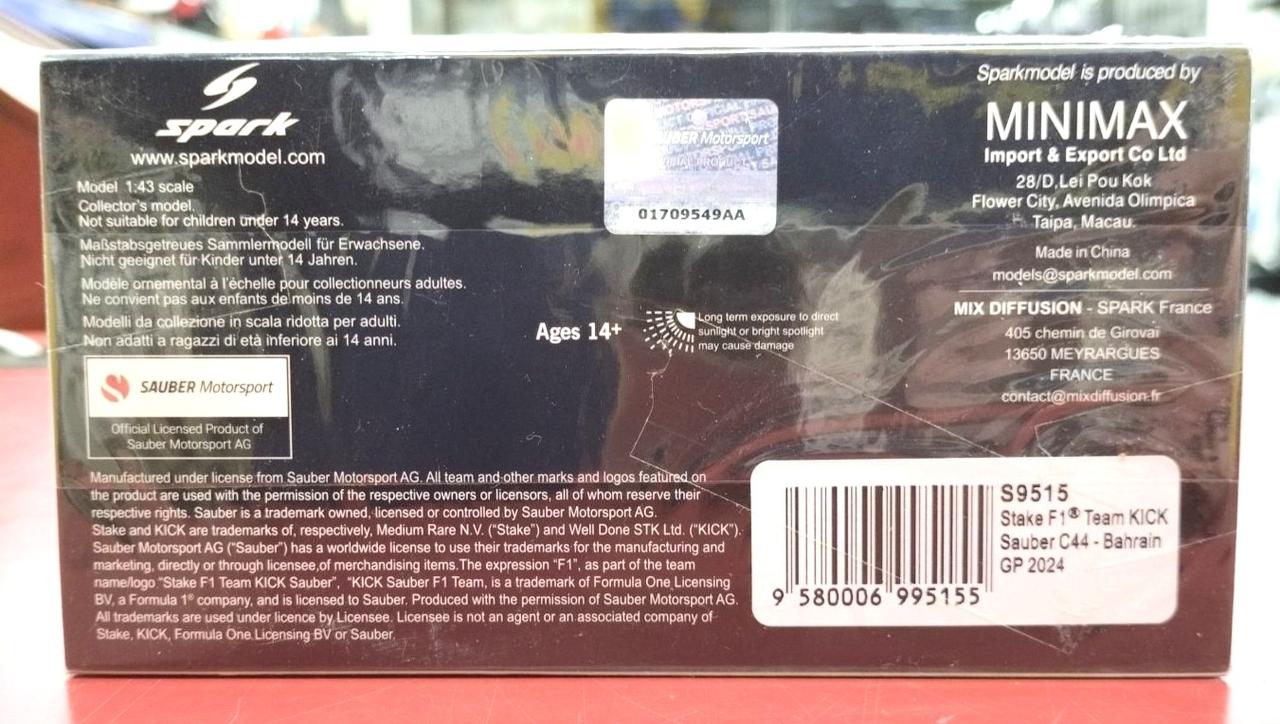 spark
www.sparkmodel.com
Model 1:43 scale
Collector's model.
Not suitable for children under 14 years.
Maßstabsgetreues Sammlermodell für Erwachsene.
Nicht geeignet für Kinder unter 14 Jahren.
Modèle ornemental à l'échelle pour collectionneurs adultes.
Ne convient pas aux enfants de moins de 14 ans.
Modelli da collezione in scala ridotta per adulti.
Non adatti a ragazzi di età inferiore ai 14 anni.
SAUBER Motorsport
Official Licensed Product of
Sauber Motorsport AG
Motorsport
01709549AA
Ages 14+
Long term exposure to direct
sunlight or bright spotlight
may cause damage
Sparkmodel is produced by
MINIMAX
Import & Export Co Ltd
28/D,Lei Pou Kok
Flower City, Avenida Olimpica
Taipa, Macau.
Made in China
models@sparkmodel.com
MIX DIFFUSION - SPARK France
405 chemin de Girovaï
13650 MEYRARGUES
FRANCE
contact@mixdiffusion.fr
Manufactured under license from Sauber Motorsport AG. All team and other marks and logos featured on
the product are used with the permission of the respective owners or licensors, all of whom reserve their
respective rights. Sauber is a trademark owned, licensed or controlled by Sauber Motorsport AG.
Stake and KICK are trademarks of, respectively, Medium Rare N.V. (“Stake”) and Well Done STK Ltd. (“KICK”).
Sauber Motorsport AG (“Sauber”) has a worldwide license to use their trademarks for the manufacturing and
marketing, directly or through licensee,of merchandising items.The expression “F1”, as part of the team
name/logo “Stake F1 Team KICK Sauber”, “KICK Sauber F1 Team, is a trademark of Formula One Licensing
BV, a Formula 1® company, and is licensed to Sauber. Produced with the permission of Sauber Motorsport AG.
All trademarks are used under licence by Licensee. Licensee is not an agent or an associated company of
Stake, KICK, Formula One Licensing BV or Sauber.
S9515
Stake F1® Team KICK
Sauber C44 - Bahrain
GP 2024
9 580006 995155